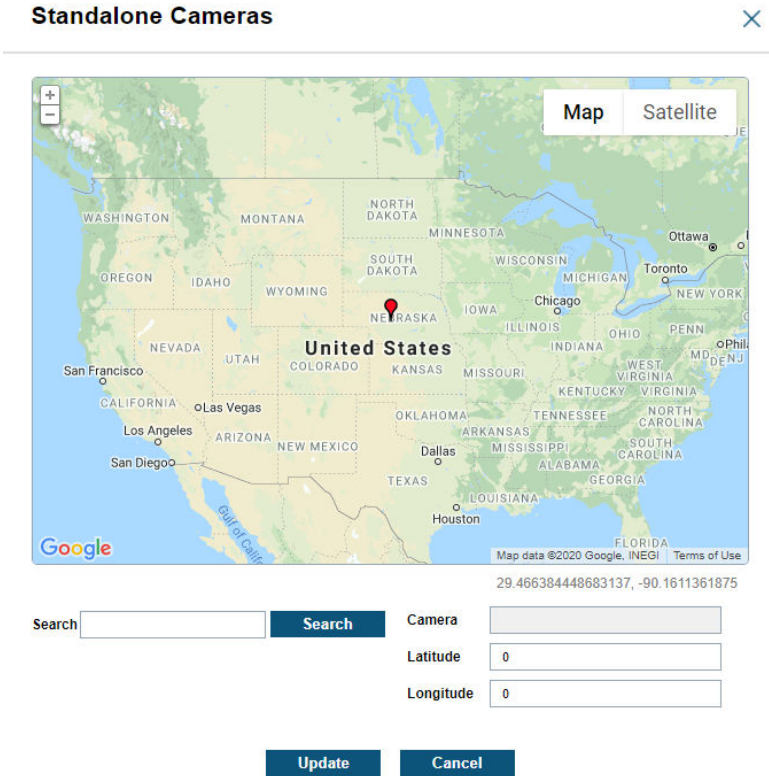 Standalone Cameras
+
−
Map Satellite
NORTH
DAKOTA
WASHINGTON
MONTANA
MINNESOTA
Ottawa
SOUTH
DAKOTA
WISCONSIN
OREGON
IDAHO
MICHIGAN
Toronto
WYOMING
NEW YORK
Chicago
NEBRASKA
IOWA
ILLINOIS
OHIO
PENN
INDIANA
NEVADA
United States
Phil
UTAH
COLORADO
KANSAS
MISSOURI
WEST
VIRGINIA
MD
DE
NJ
San Francisco
KENTUCKY
VIRGINIA
CALIFORNIA
Las Vegas
OKLAHOMA
TENNESSEE
NORTH
CAROLINA
Los Angeles
ARIZONA
NEW MEXICO
ARKANSAS
MISSISSIPPI
SOUTH
CAROLINA
San Diego
Dallas
ALABAMA
TEXAS
GEORGIA
LOUISIANA
Houston
Gulf of Calif
FLORIDA
Google
Map data ©2020 Google, INEGI Terms of Use
29.466384448683137, -90.1611361875
Search Search
Camera
Latitude 0
Longitude 0
Update Cancel